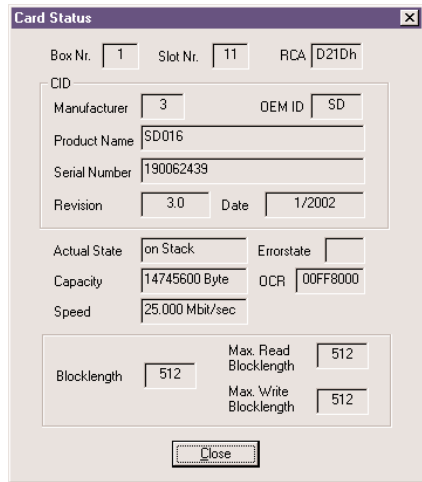 Card Status
Box Nr. 1 Slot Nr. 11 RCA D21Dh
CID
Manufacturer 3 OEM ID SD
Product Name SD016
Serial Number 190062439
Revision 3.0 Date 1/2002
Actual State on Stack Errorstate
Capacity 14745600 Byte OCR 00FF8000
Speed 25.000 Mbit/sec
Blocklength 512
Max. Read Blocklength 512
Max. Write Blocklength 512
Close